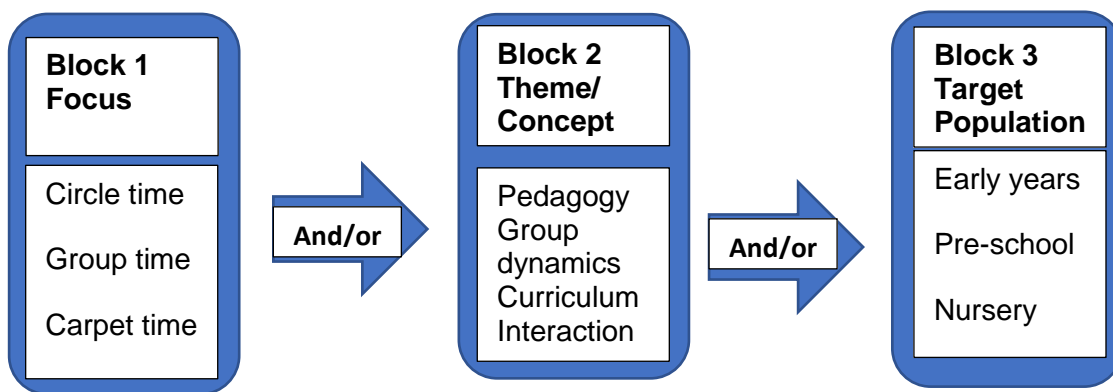 Block 1
Focus
Circle time
Group time
Carpet time
And/or
Block 2
Theme/
Concept
Pedagogy
Group
dynamics
Curriculum
Interaction
And/or
Block 3
Target
Population
Early years
Pre-school
Nursery